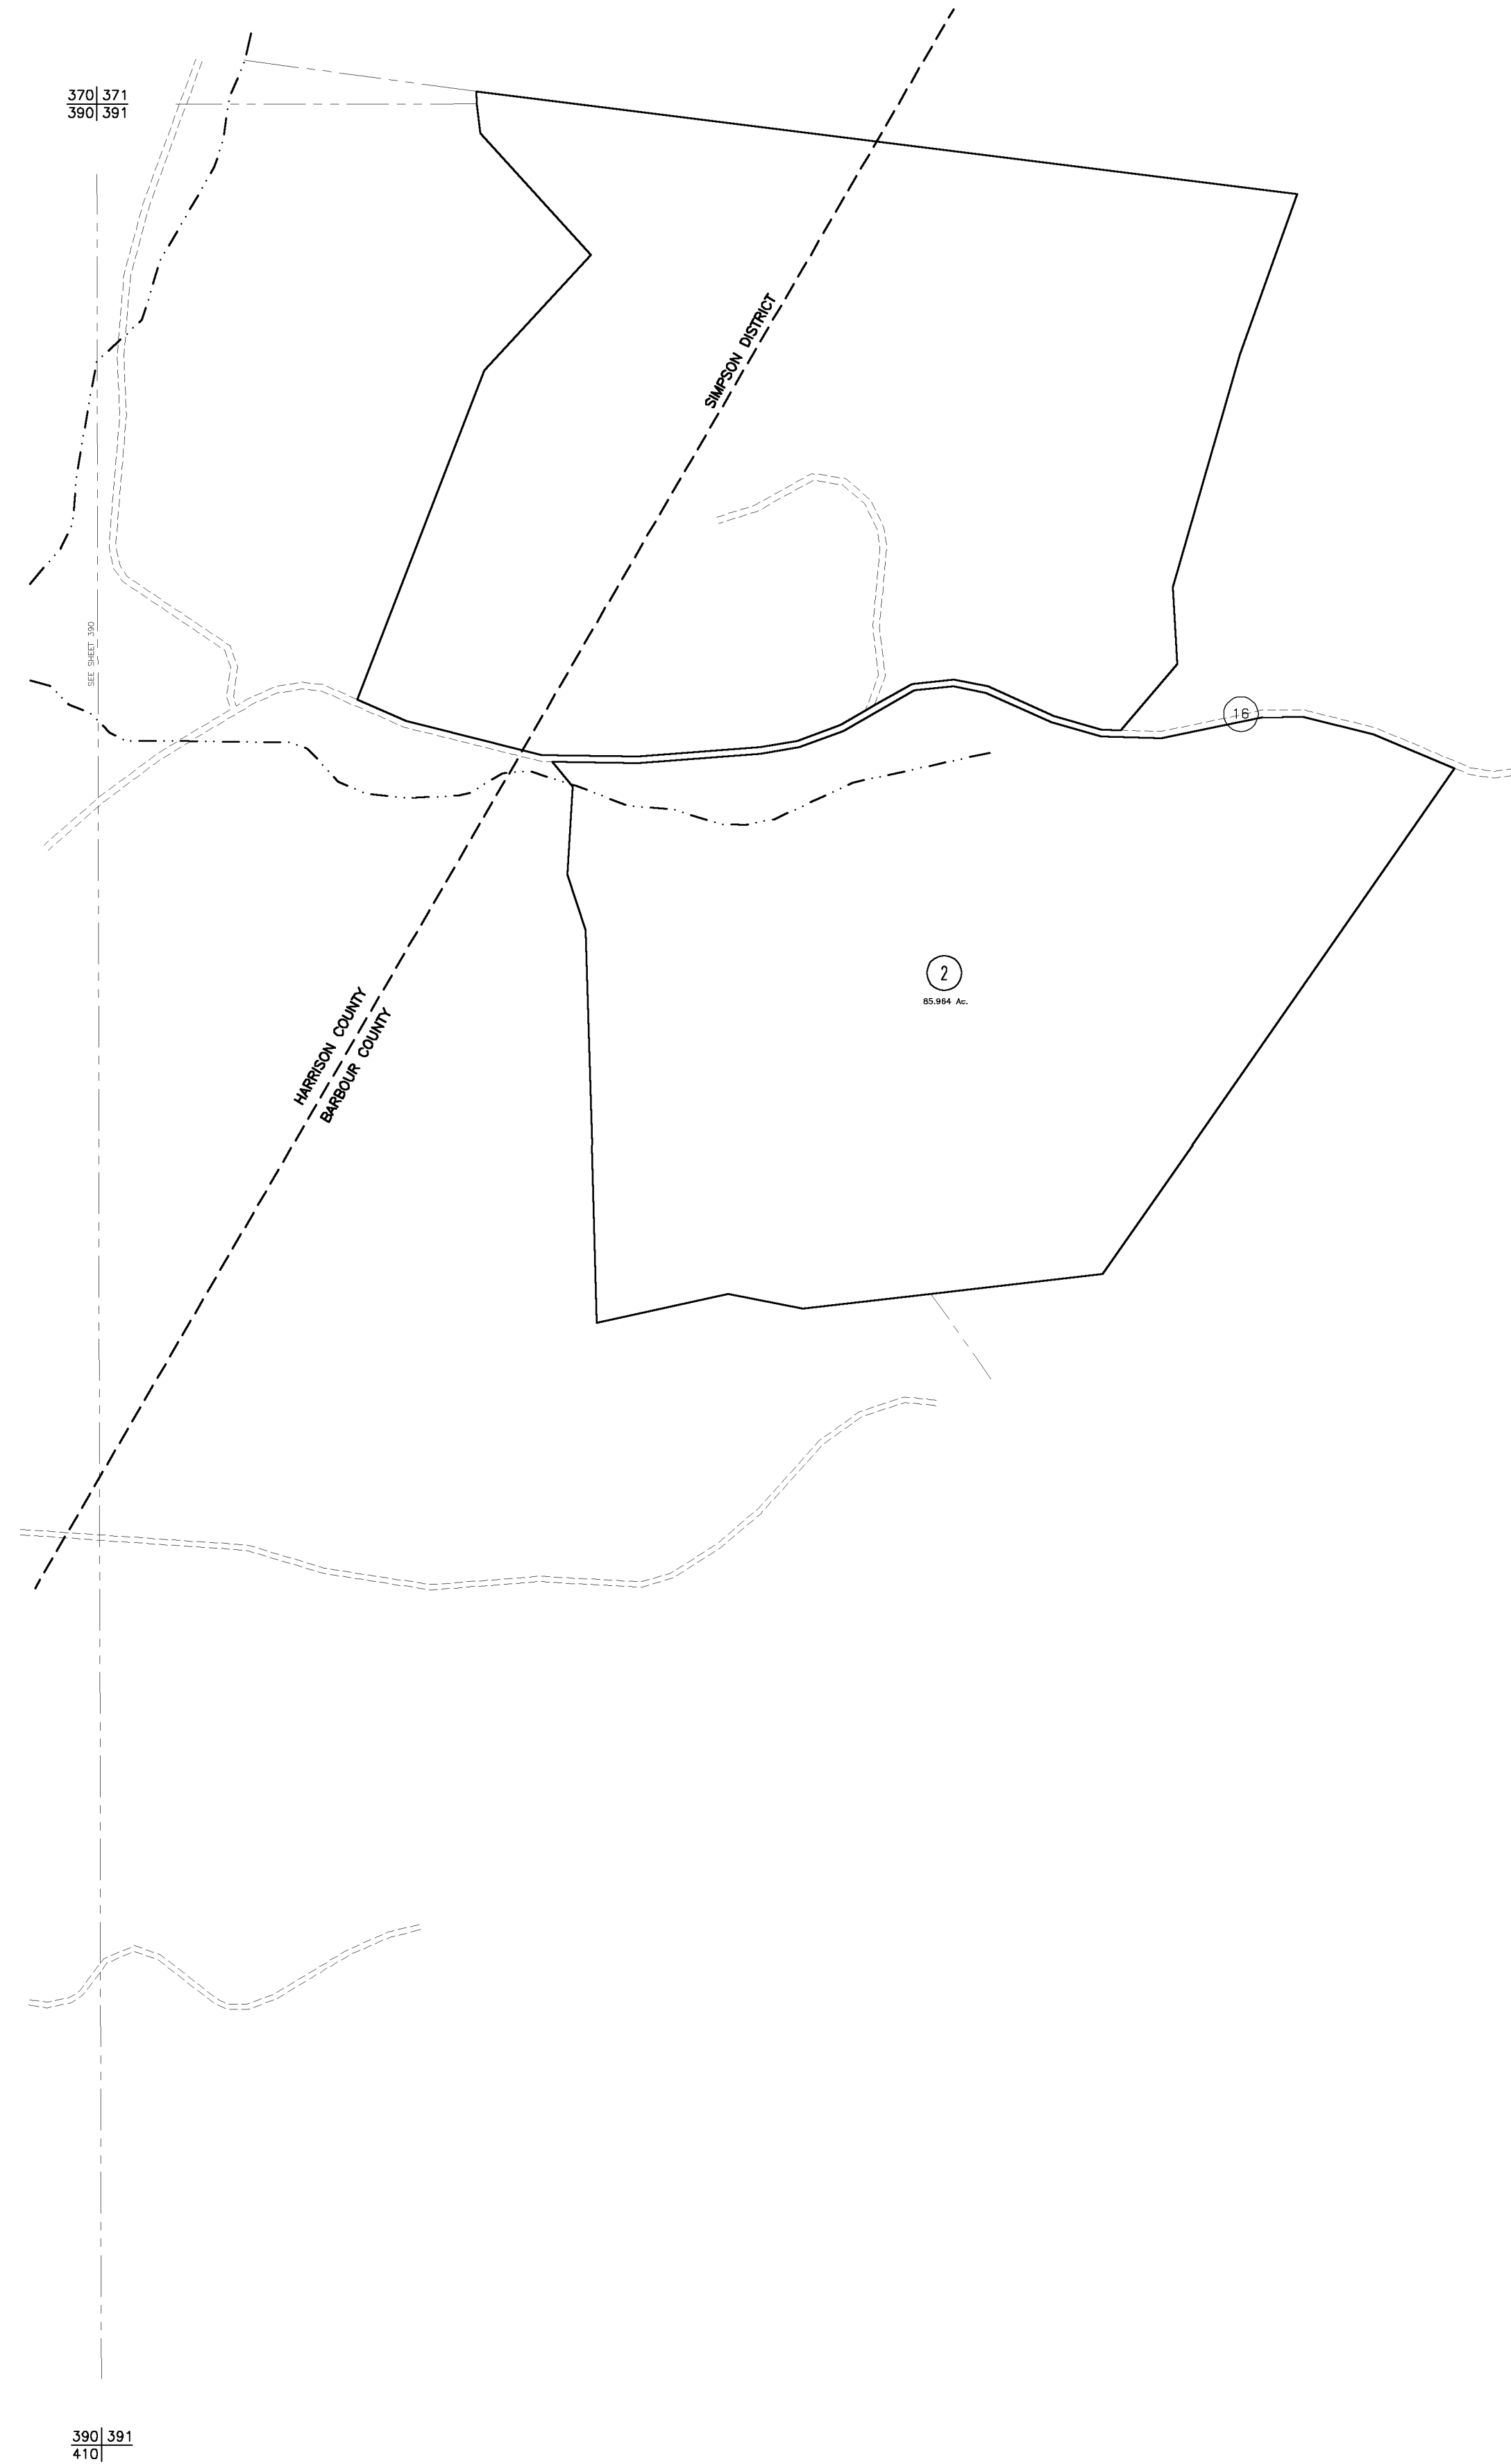 370 371
390 391
SIMPSON DISTRICT
SEE SHEET 390
16
2
85.964 Ac.
HARRISON COUNTY
BARBOUR COUNTY
390 391
410